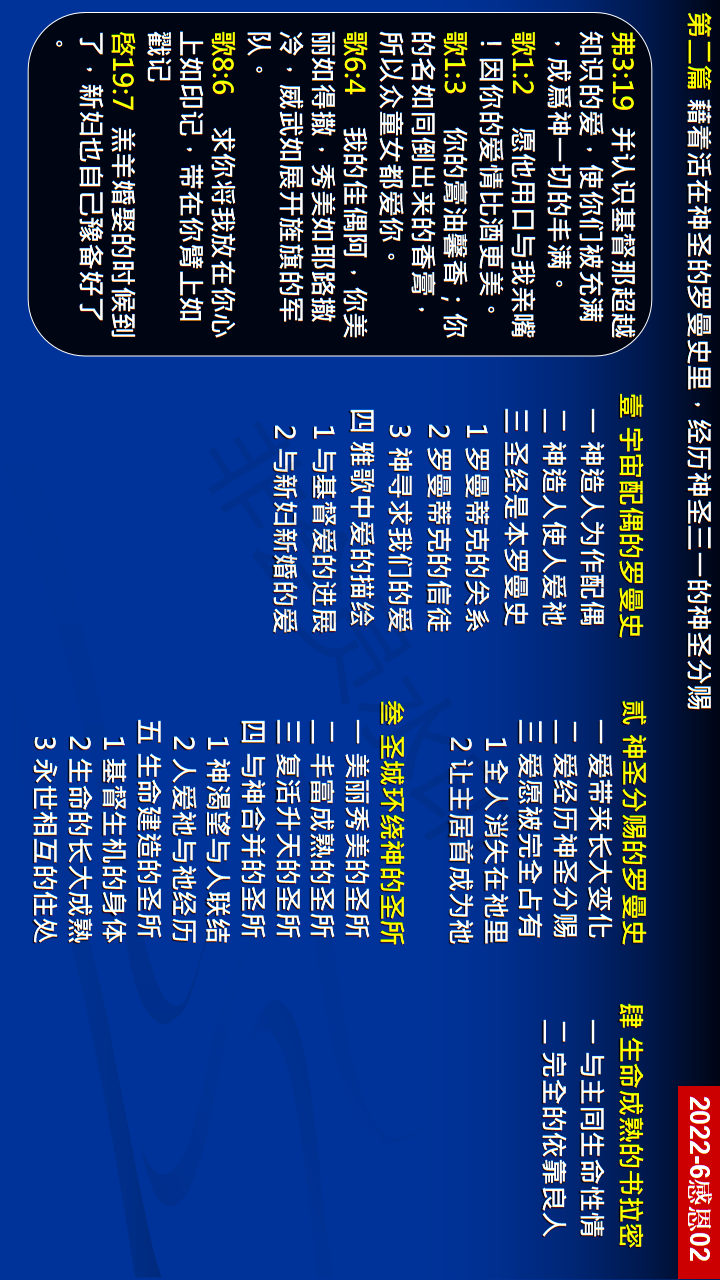 第二篇 藉着活在神圣的罗曼史里，经历神圣三一的神圣分赐
2022-6感恩02
弗3:19 并认识基督那超越
知识的爱，使你们被充满
，成爲神一切的丰满。
歌1:2 愿他用口与我亲嘴
！因你的爱情比酒更美。
歌1:3 你的膏油馨香；你
的名如同倒出来的香膏，
所以众童女都爱你。
歌6:4 我的佳偶阿，你美
丽如得撒，秀美如耶路撒
冷，威武如展开旌旗的军
队。
歌8:6 求你将我放在你心
上如印记，带在你臂上如
戳记
启19:7 羔羊婚娶的时候到
了，新妇也自己豫备好了
。
壹 宇宙配偶的罗曼史
一 神造人为作配偶
二 神造人使人爱祂
三 圣经是本罗曼史
1 罗曼蒂克的关系
2 罗曼蒂克的信徒
3 神寻求我们的爱
四 雅歌中爱的描绘
1 与基督爱的进展
2 与新妇新婚的爱
贰 神圣分赐的罗曼史
一 爱带来长大变化
二 爱经历神圣分赐
三 爱愿被完全占有
1 全人消失在祂里
2 让主居首成为祂
叁 圣城环绕神的圣所
一 美丽秀美的圣所
二 丰富成熟的圣所
三 复活升天的圣所
四 与神合并的圣所
1 神渴望与人联结
2 人爱祂与祂经历
五 生命建造的圣所
1 基督生机的身体
2 生命的长大成熟
3 永世相互的住处
肆 生命成熟的书拉密
一 与主同生命性情
二 完全的依靠良人